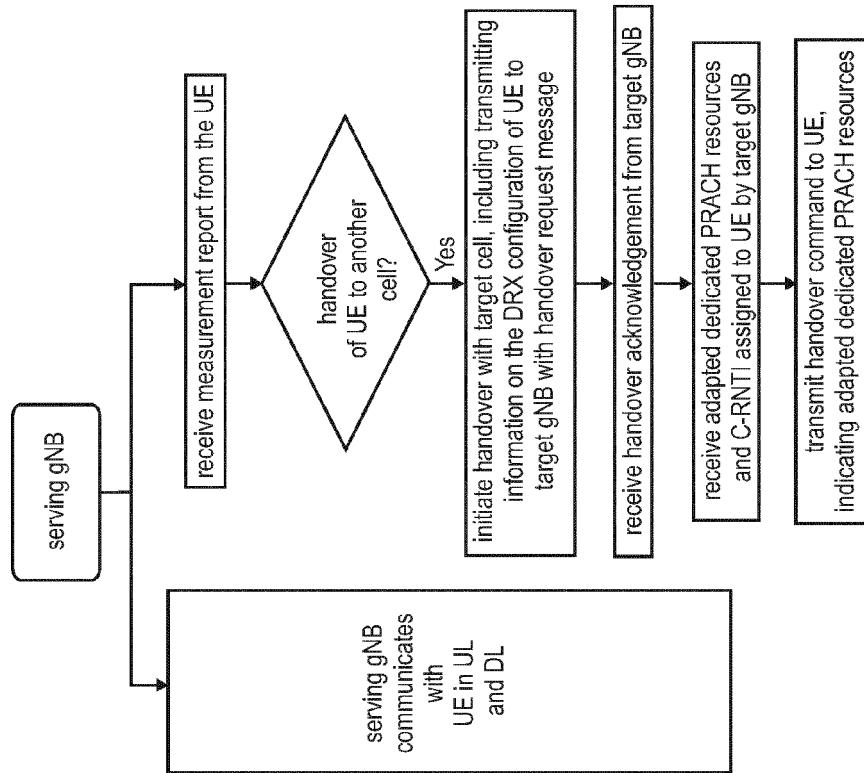 serving gNB
serving gNB
communicates
with
UE in UL
and DL
receive measurement report from the UE
handover
of UE to another
cell?
Yes
initiate handover with target cell, including transmitting
information on the DRX configuration of UE to
target gNB with handover request message
receive handover acknowledgement from target gNB
receive adapted dedicated PRACH resources
and C-RNTI assigned to UE by target gNB
transmit handover command to UE,
indicating adapted dedicated PRACH resources